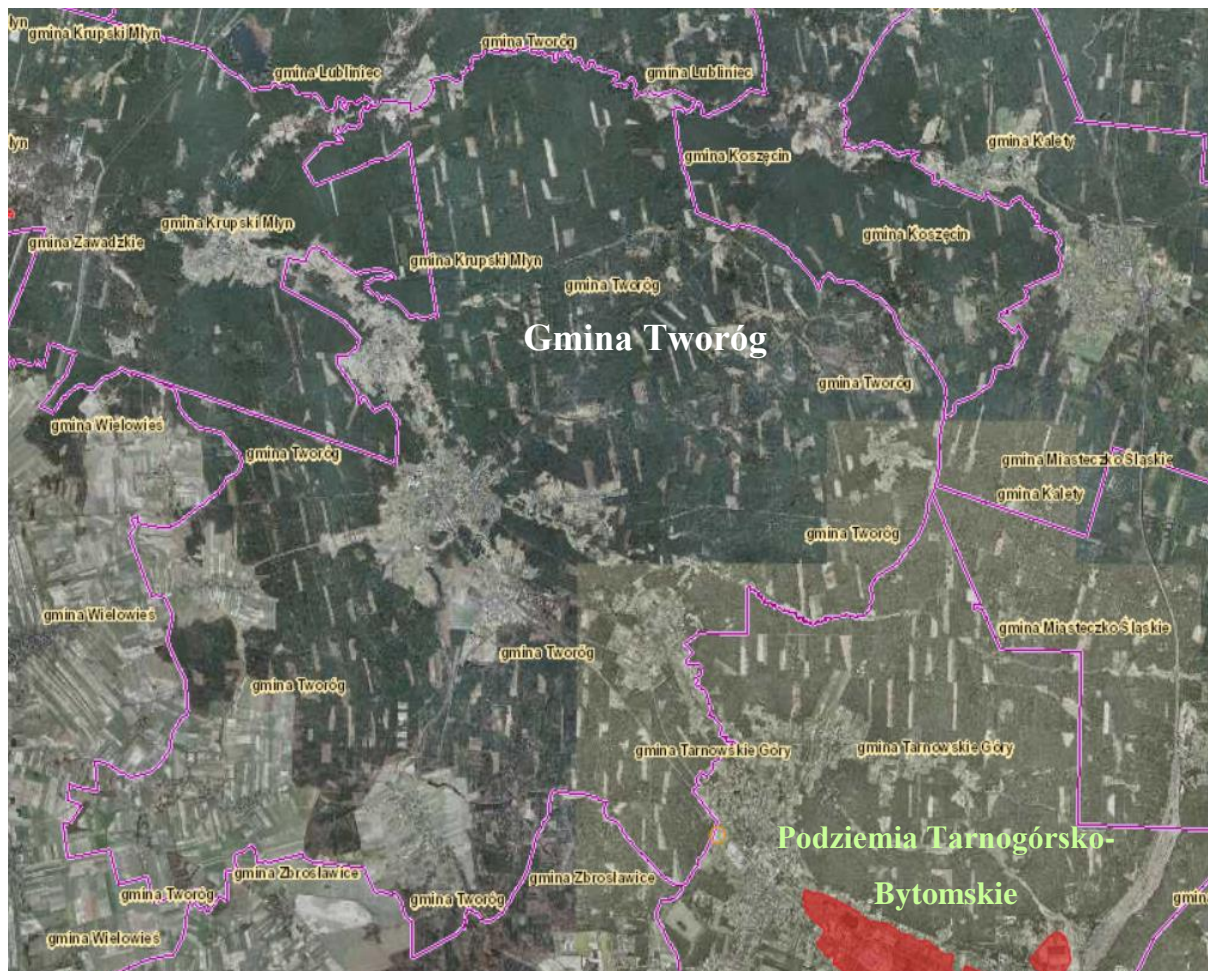 łyn
gmina Krupski Młyn
gmina Tworóg
gmina Lubliniec
gmina Lubliniec
łyn
gmina Kalety
gmina Koszęcin
gmina Krupski Młyn
gmina Koszęcin
gmina Zawadzkie
gmina Krupski Młyn
gmina Tworóg
Gmina Tworóg
gmina Tworóg
gmina Wielowieś
gmina Tworóg
gmina Miasteczko Śląskie
gmina Kalety
gmina Tworóg
gmina Wielowieś
gmina Miasteczko Śląskie
gmina Tworóg
gmina Tworóg
gmina Tarnowskie Góry
gmina Tarnowskie Góry
Podziemia Tarnogórsko-
Bytomskie
gmina Zbrosławice
gmina Zbrosławice
gmina Tworóg
gmina Tworóg
gmin
gmina Wielowieś